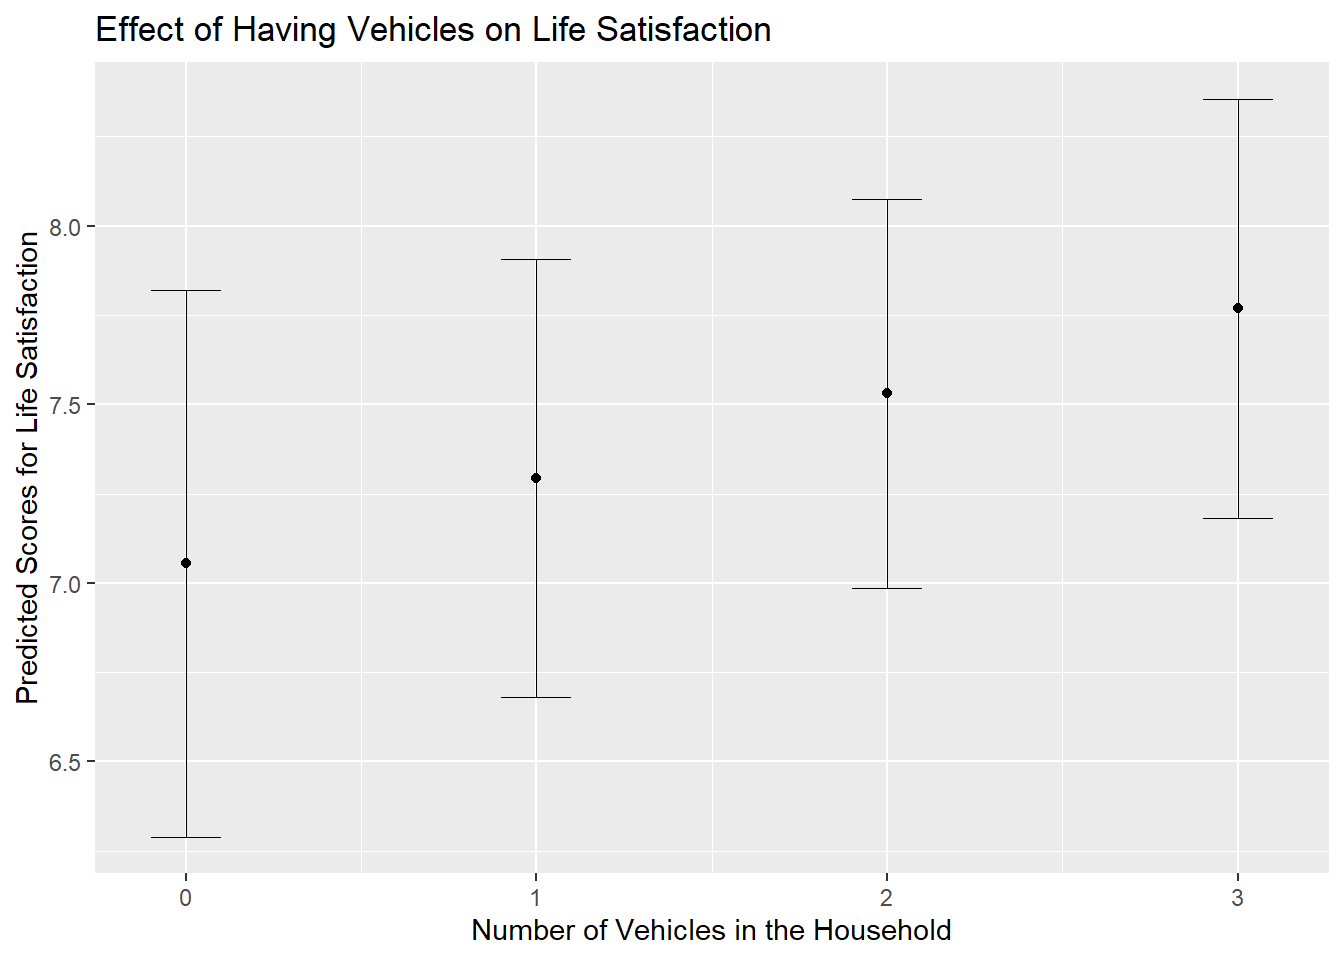 Effect of Having Vehicles on Life Satisfaction
Predicted Scores for Life Satisfaction
8.0
7.5
7.0
6.5
0 1 2 3
Number of Vehicles in the Household